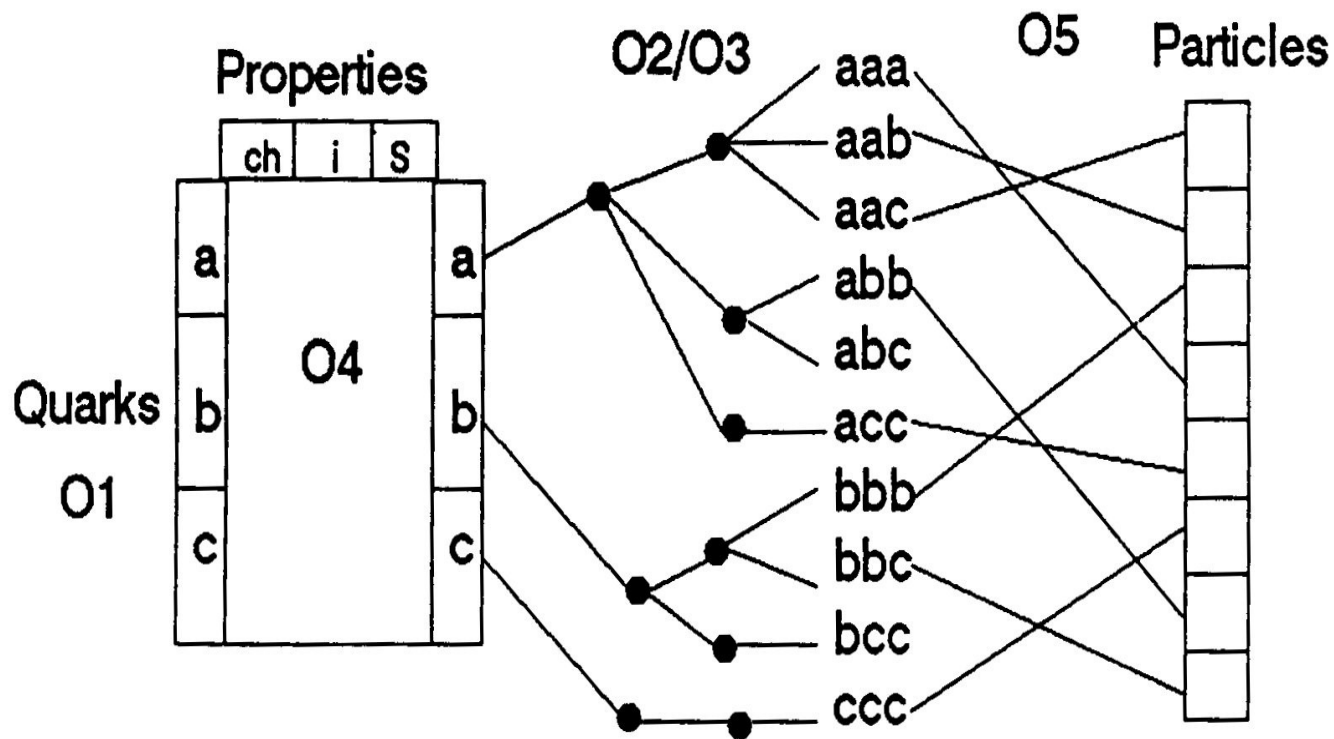 Properties
O2/O3
O5
Particles
ch i S
a
b
c
Quarks
O1
O4
a
b
c
aaa
aab
aac
abb
abc
acc
bbb
bbc
bcc
ccc